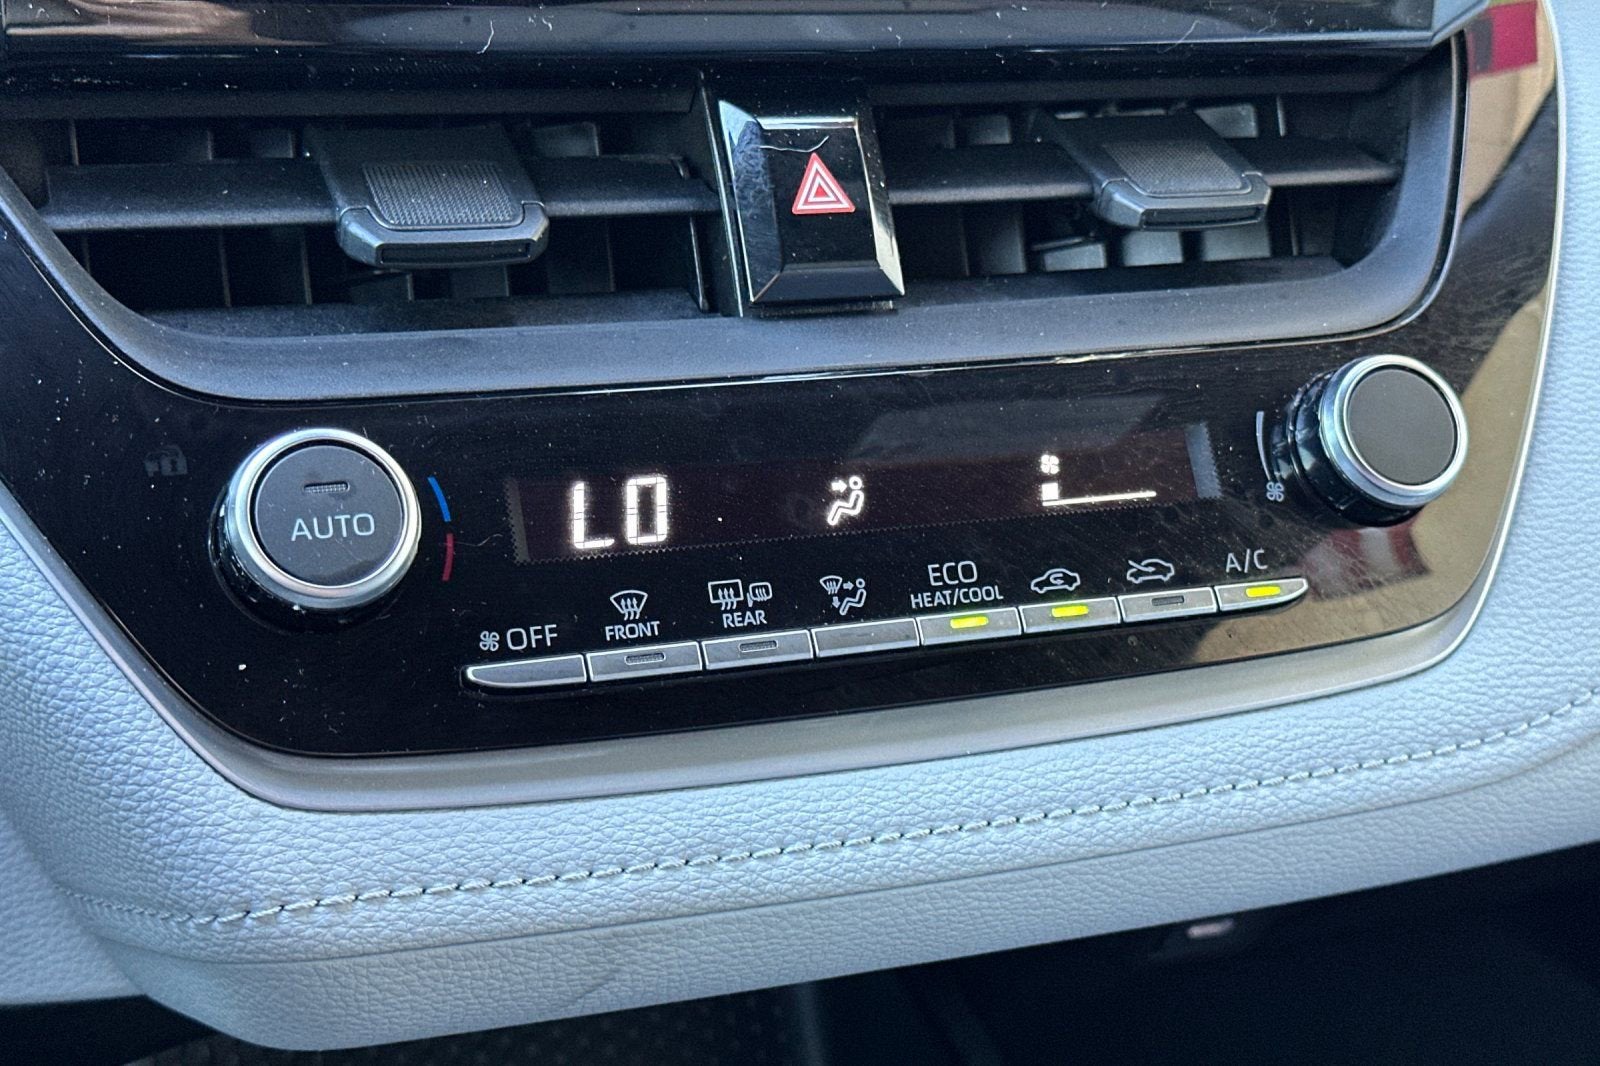 LO
AUTO
OFF
FRONT
REAR
ECO
HEAT/COOL
A/C